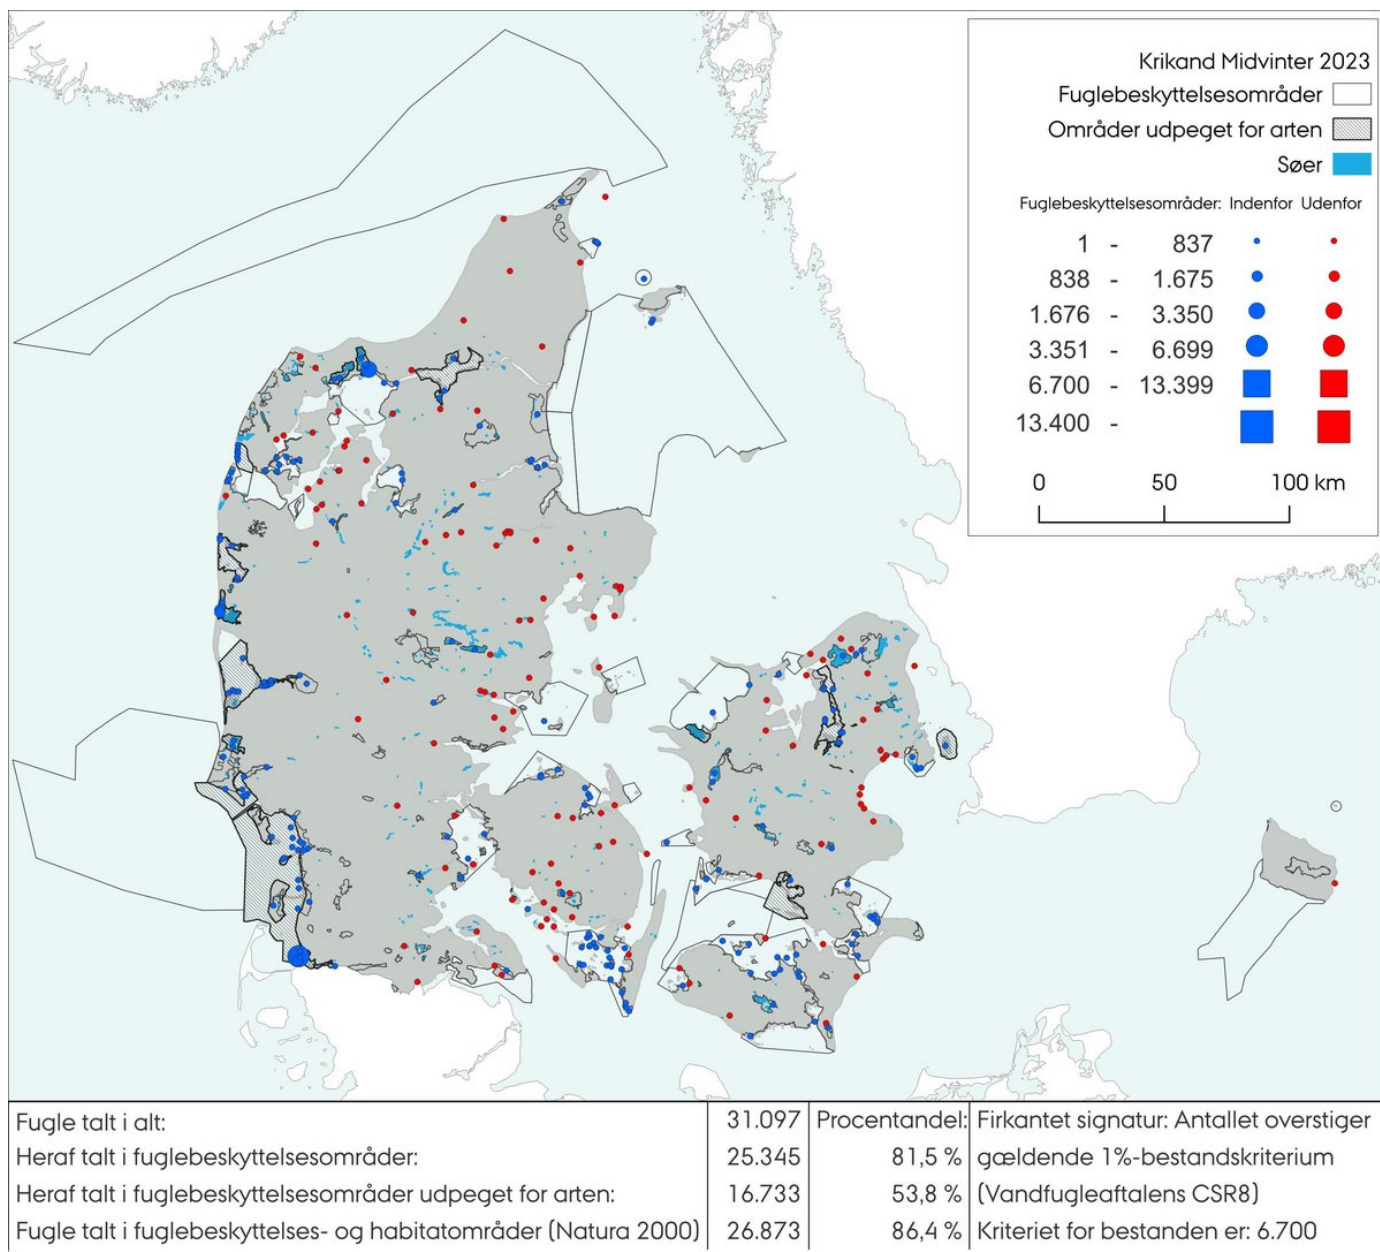 Krikand Midvinter 2023
Fuglebeskyttelsesområder
Områder udpeget for arten
Søer
Fuglebeskyttelsesområder: Indenfor Udenfor
1 - 837
838 - 1.675
1.676 - 3.350
3.351 - 6.699
6.700 - 13.399
13.400 -
0 50 100 km
Fugle talt i alt: 31.097 Procentandel: Firkantet signatur: Antallet overstiger
Heraf talt i fuglebeskyttelsesområder: 25.345 81,5 % gældende 1%-bestandskriterium
Heraf talt i fuglebeskyttelsesområder udpeget for arten: 16.733 53,8 % (Vandfugleaftalens CSR8)
Fugle talt i fuglebeskyttelses- og habitatområder (Natura 2000) 26.873 86,4 % Kriteriet for bestanden er: 6.700